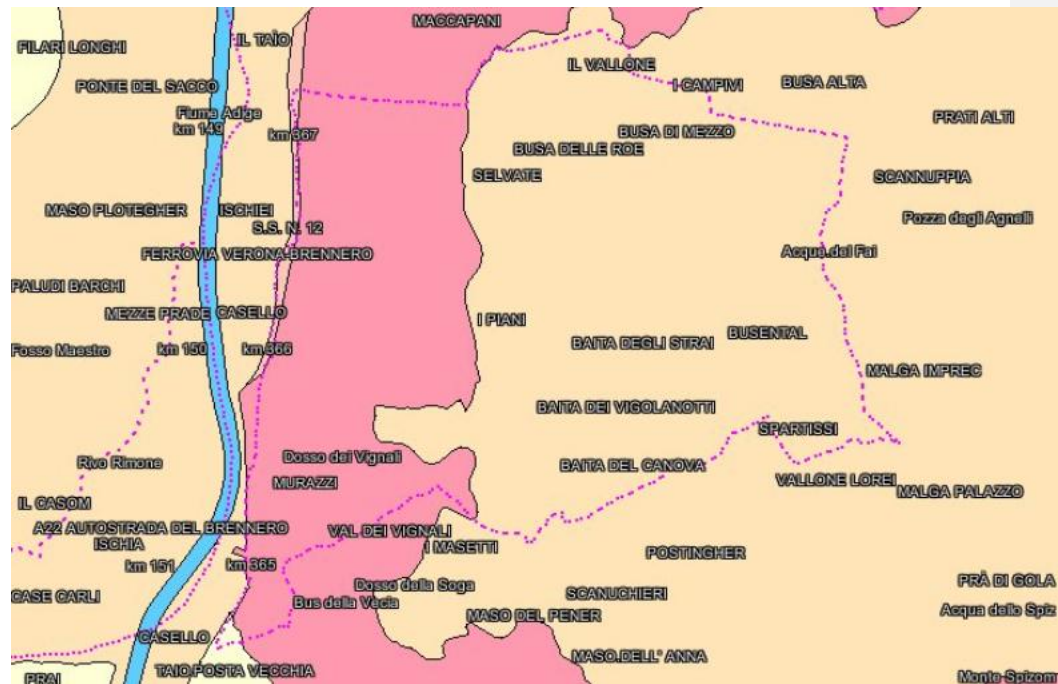 MACCAPANI
IL TAÌO
FILARI LONGHI
IL VALLONE
PONTE DEL SACCO
I CAMPIVI
BUSA ALTA
Fiume Adige
km 149
km 367
BUSA DI MEZZO
PRATI ALTI
BUSA DELLE ROE
SELVATE
SCANNUPPIA
MASO PLOTEGHER
ISCHIEI
Pozza degli Agnelli
S.S. N. 12
FERROVIA VERONA-BRENNERO
Acqua del Fai
PALUDI BARCHI
MEZZE PRADE
CASELLO
I PIANI
BUSENTAL
Fosso Maestro
km 150
km 366
BAITA DEGLI STRAI
MALGA IMPREC
BAITA DEI VIGOLANOTTI
SPARTISSI
Rivo Rimone
Dosso dei Vignali
BAITA DEL CANOVA
MURAZZI
VALLONE LOREI
MALGA PALAZZO
IL CASOM
A22 AUTOSTRADA DEL BRENNERO
VAL DEI VIGNALI
ISCHIA
I MASETTI
POSTINGHER
km 151
km 365
CASE CARLI
Dosso della Soga
SCANUCHIERI
PRÀ DI GOLA
Bus della Vecia
MASO DEL PENER
Acqua dello Spiz
CASELLO
MASO DELL' ANNA
PRAI
TAIO.POSTA VECCHIA
Monte Spizom